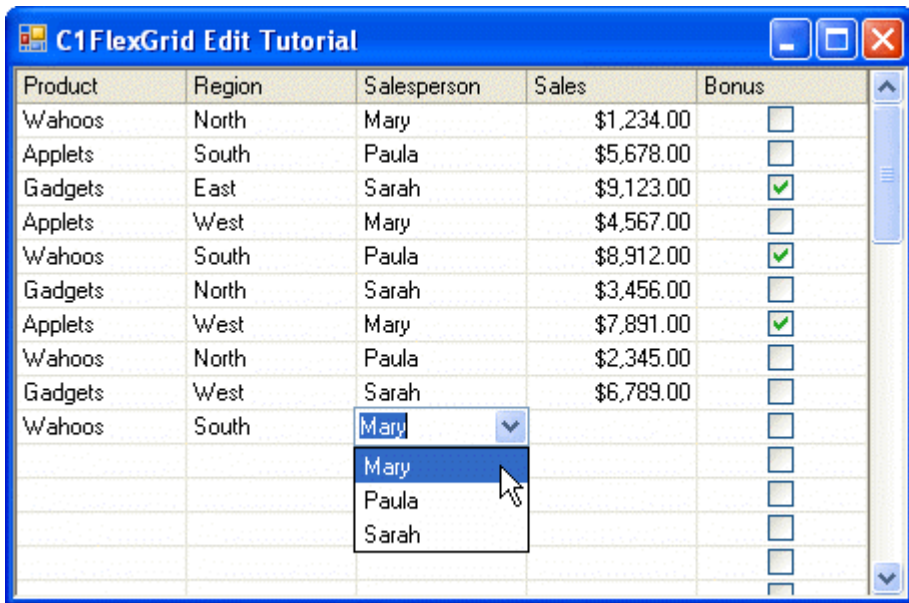 C1FlexGrid Edit Tutorial
Product Region Salesperson Sales Bonus
Wahoos North Mary $1,234.00
Applets South Paula $5,678.00
Gadgets East Sarah $9,123.00
Applets West Mary $4,567.00
Wahoos South Paula $8,912.00
Gadgets North Sarah $3,456.00
Applets West Mary $7,891.00
Wahoos North Paula $2,345.00
Gadgets West Sarah $6,789.00
Wahoos South Mary
Mary
Paula
Sarah